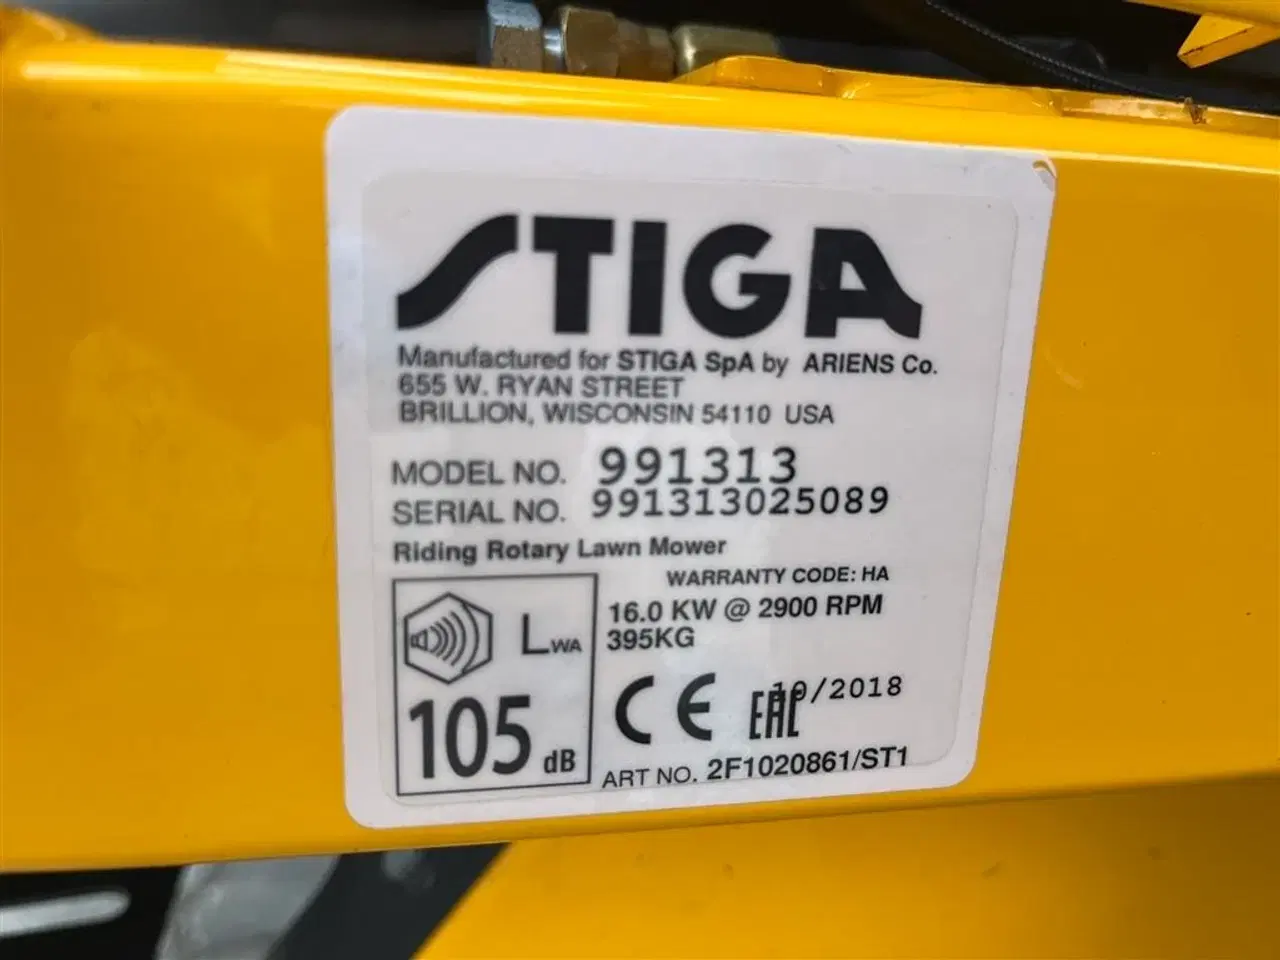 STIGA
Manufactured for STIGA SpA by ARIENS Co.
655 W. RYAN STREET
BRILLION, WISCONSIN 54110 USA
MODEL NO. 991313
SERIAL NO. 991313025089
Riding Rotary Lawn Mower
WARRANTY CODE: HA
16.0 KW @ 2900 RPM
395KG
LWA
105 dB
CE EAC 10/2018
ART NO. 2F1020861/ST1